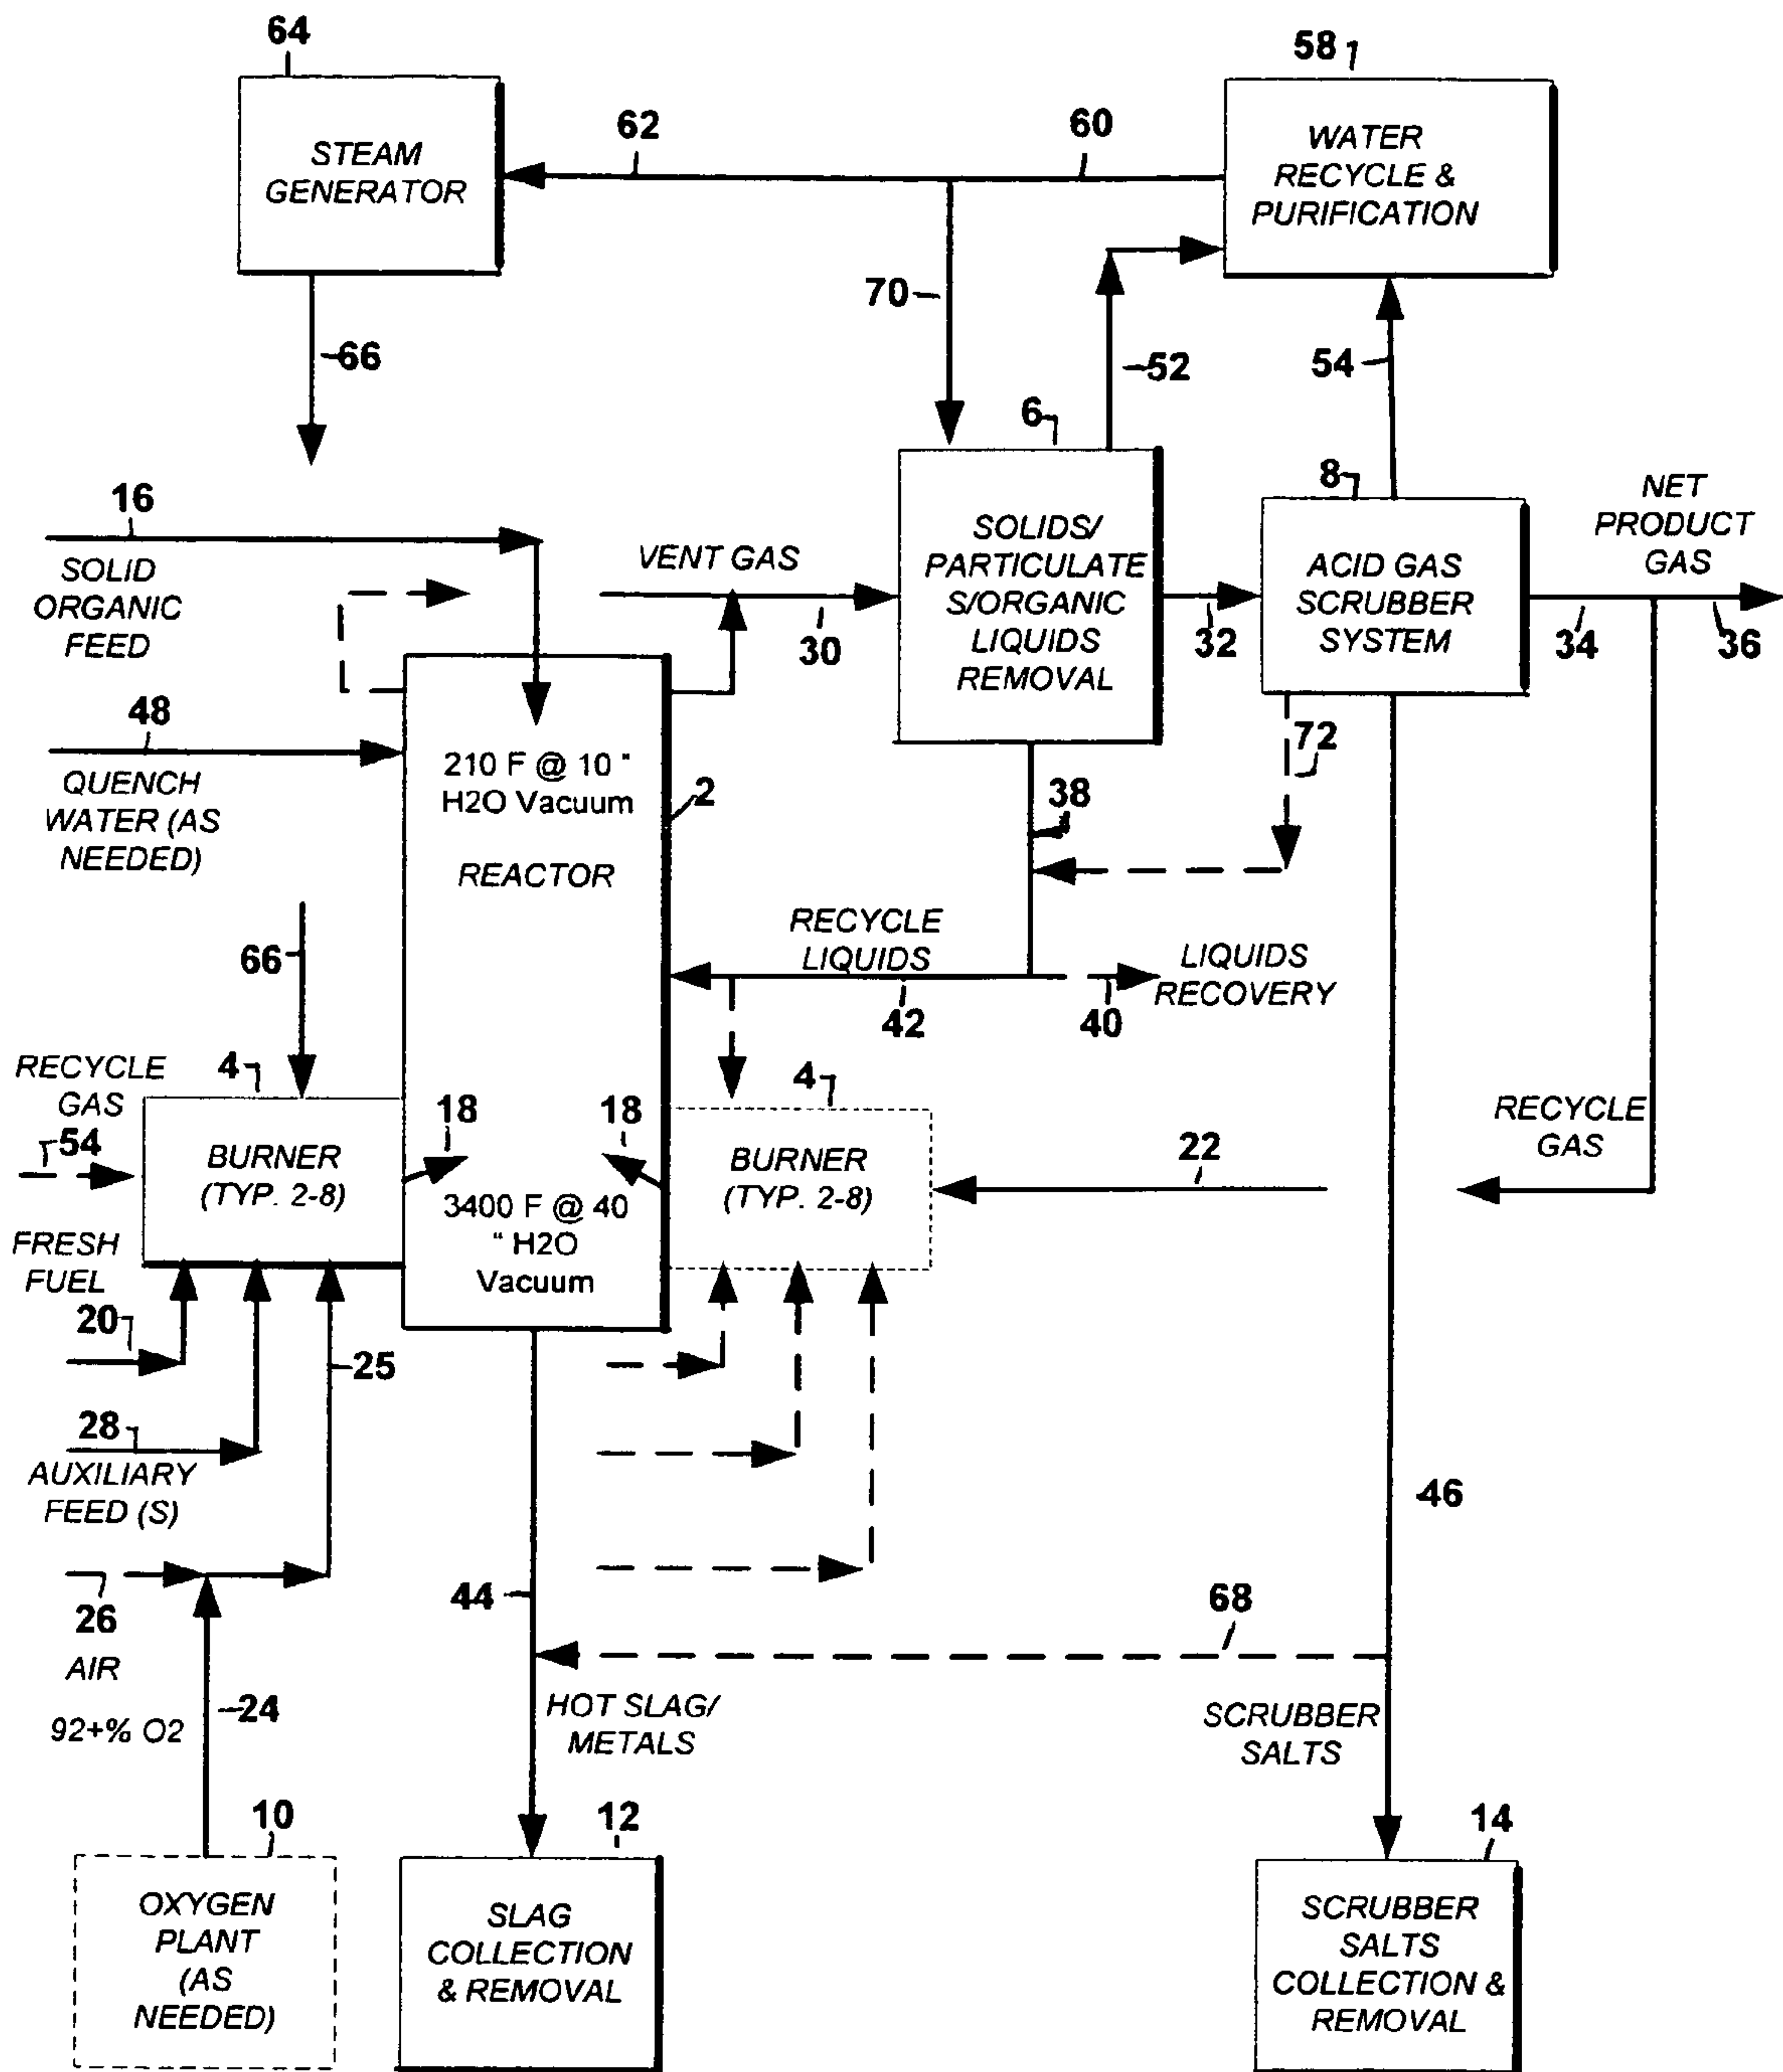 64
58
STEAM
GENERATOR
62
60
WATER
RECYCLE &
PURIFICATION
70
66
52
54
6
8
16
SOLID
ORGANIC
FEED
VENT GAS
30
SOLIDS/
PARTICULATE
S/ORGANIC
LIQUIDS
REMOVAL
32
ACID GAS
SCRUBBER
SYSTEM
NET
PRODUCT
GAS
34
36
48
QUENCH
WATER (AS
NEEDED)
210 F @ 10 "
H2O Vacuum
2
REACTOR
38
72
RECYCLE
LIQUIDS
42
LIQUIDS
RECOVERY
40
66
RECYCLE
GAS
54
4
BURNER
(TYP. 2-8)
18
18
4
BURNER
(TYP. 2-8)
22
RECYCLE
GAS
3400 F @ 40
" H2O
Vacuum
FRESH
FUEL
20
25
28
AUXILIARY
FEED (S)
26
AIR
24
92+% O2
44
46
68
HOT SLAG/
METALS
SCRUBBER
SALTS
10
OXYGEN
PLANT
(AS
NEEDED)
12
SLAG
COLLECTION
& REMOVAL
14
SCRUBBER
SALTS
COLLECTION &
REMOVAL